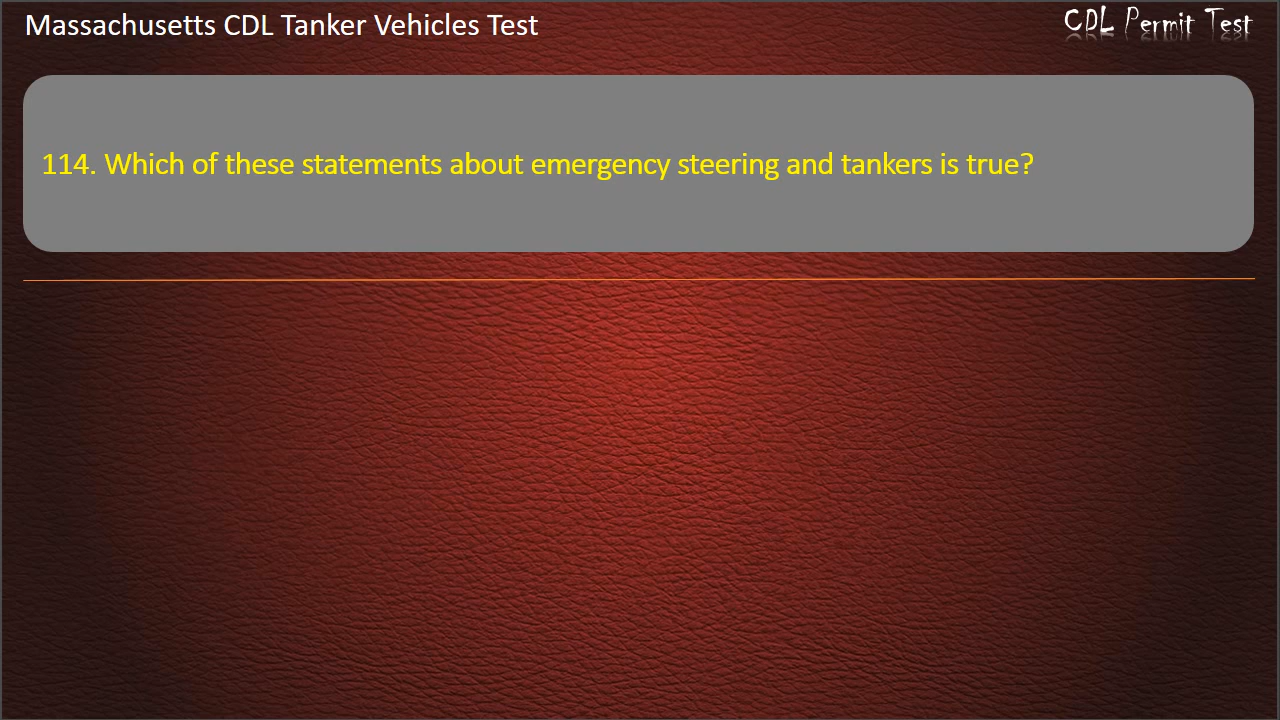 Massachusetts CDL Tanker Vehicles Test
CDL Permit Test
114. Which of these statements about emergency steering and tankers is true?